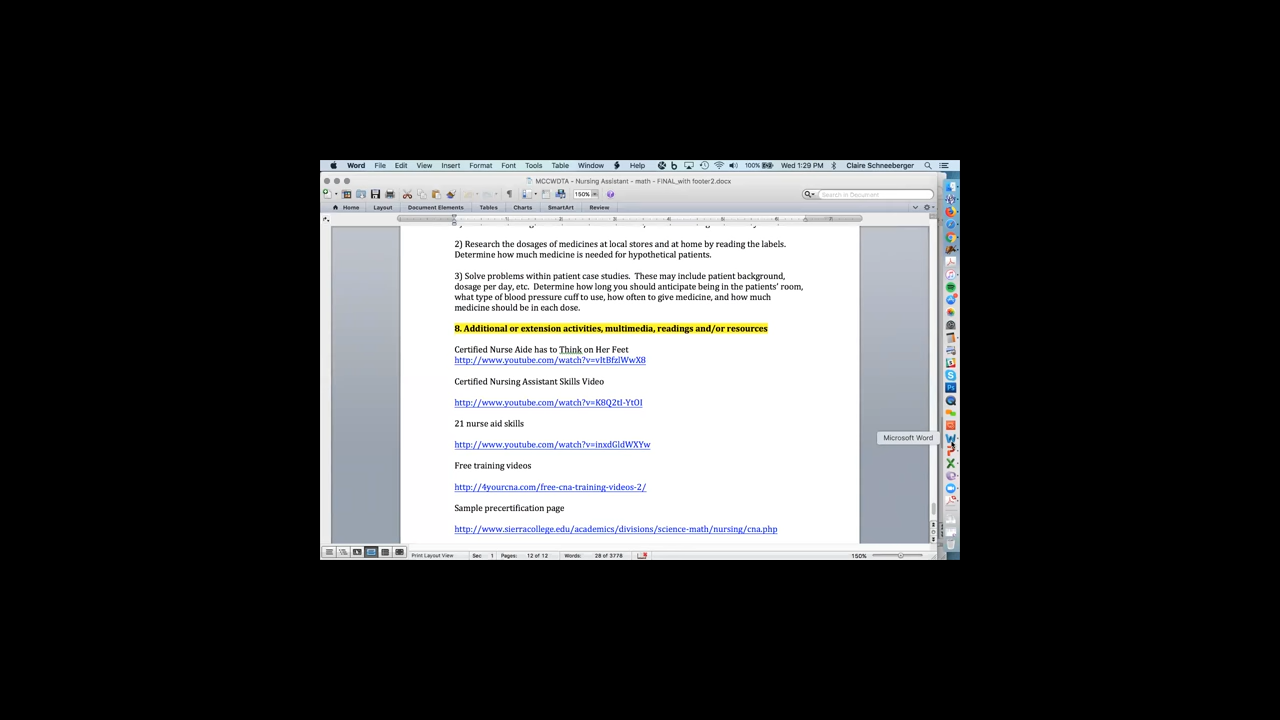 Word File Edit View Insert Format Font Tools Table Window Help 100% Wed 1:29 PM Claire Schneeberger
MCCWDTA - Nursing Assistant - math - FINAL_with footer2.docx
150% Search in Document
Home Layout Document Elements Tables Charts SmartArt Review
2) Research the dosages of medicines at local stores and at home by reading the labels.
Determine how much medicine is needed for hypothetical patients.
3) Solve problems within patient case studies. These may include patient background,
dosage per day, etc. Determine how long you should anticipate being in the patients' room,
what type of blood pressure cuff to use, how often to give medicine, and how much
medicine should be in each dose.
8. Additional or extension activities, multimedia, readings and/or resources
Certified Nurse Aide has to Think on Her Feet
http://www.youtube.com/watch?v=vltBfzlWwX8
Certified Nursing Assistant Skills Video
http://www.youtube.com/watch?v=K8Q2tI-YtOI
21 nurse aid skills
http://www.youtube.com/watch?v=inxdGldWXYw
Microsoft Word
Free training videos
http://4yourcna.com/free-cna-training-videos-2/
Sample precertification page
http://www.sierracollege.edu/academics/divisions/science-math/nursing/cna.php
Print Layout View Sec 1 Pages: 12 of 12 Words: 28 of 3778 150%